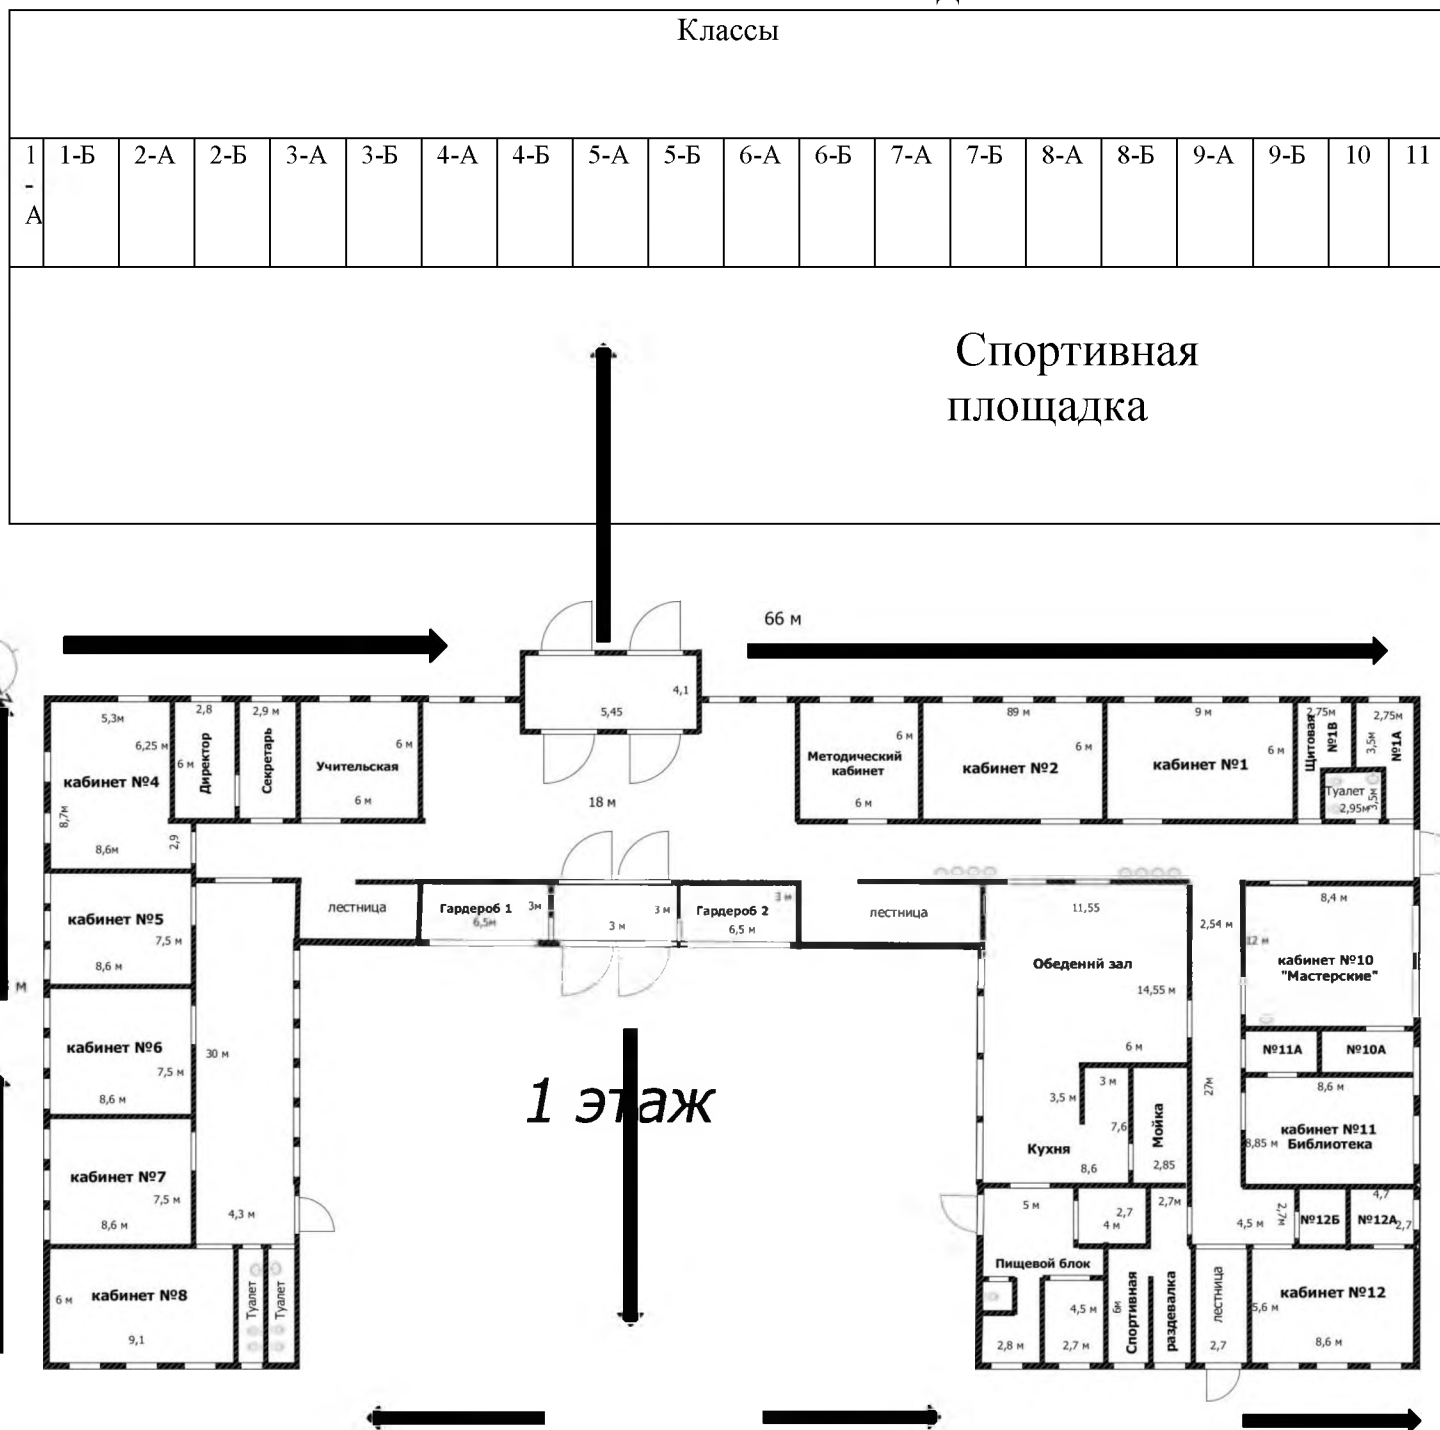 Классы
1
-
А
1-Б
2-А
2-Б
3-А
3-Б
4-А
4-Б
5-А
5-Б
6-А
6-Б
7-А
7-Б
8-А
8-Б
9-А
9-Б
10
11
Спортивная
площадка
66 м
5,3м
6,25 м
кабинет №4
8,7м
8,6м
2,9
2,8
6 м
Директор
2,9 м
Секретарь
6 м
Учительская
6 м
4,1
5,45
18 м
6 м
Методический
кабинет
6 м
89 м
6 м
кабинет №2
9 м
6 м
кабинет №1
2,75м
Щитовая
№1В
2,75м
3,5м
№1А
Туалет
2,95м
3,5м
кабинет №5
7,5 м
8,6 м
лестница
Гардероб 1
3м
6,5м
3 м
3 м
Гардероб 2
3 м
6,5 м
лестница
11,55
Обеденний зал
14,55 м
6 м
2,54 м
8,4 м
12 м
кабинет №10
"Мастерские"
м
кабинет №6
7,5 м
8,6 м
30 м
1 этаж
3 м
3,5 м
7,6
Кухня
8,6
Мойка
2,85
27м
№11А
№10А
8,6 м
кабинет №11
Библиотека
8,85 м
кабинет №7
7,5 м
8,6 м
4,3 м
5 м
2,7
4 м
2,7м
4,5 м
2,7м
№12Б
4,7
№12А
2,7
кабинет №8
6 м
9,1
Туалет
Туалет
Пищевой блок
2,8 м
4,5 м
2,7 м
6м
Спортивная
раздевалка
лестница
2,7
кабинет №12
5,6 м
8,6 м